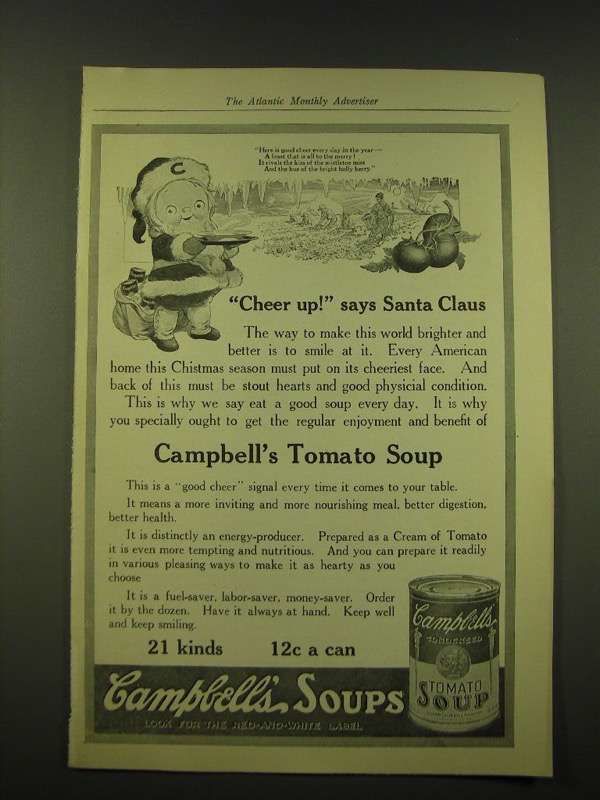 The Atlantic Monthly Advertiser
"Here is good cheer every day in the year—
A feast that is all to the merry!
It rivals the kiss of the mistletoe miss
And the hue of the bright holly berry."
C
"Cheer up!" says Santa Claus
The way to make this world brighter and
better is to smile at it. Every American
home this Chistmas season must put on its cheeriest face. And
back of this must be stout hearts and good physicial condition.
This is why we say eat a good soup every day. It is why
you specially ought to get the regular enjoyment and benefit of
Campbell's Tomato Soup
This is a "good cheer" signal every time it comes to your table.
It means a more inviting and more nourishing meal, better digestion,
better health.
It is distinctly an energy-producer. Prepared as a Cream of Tomato
it is even more tempting and nutritious. And you can prepare it readily
in various pleasing ways to make it as hearty as you
choose
It is a fuel-saver, labor-saver, money-saver. Order
it by the dozen. Have it always at hand. Keep well
and keep smiling.
21 kinds 12c a can
Campbell's
CONDENSED
TOMATO
SOUP
Campbell's SOUPS
LOOK FOR THE RED-AND-WHITE LABEL